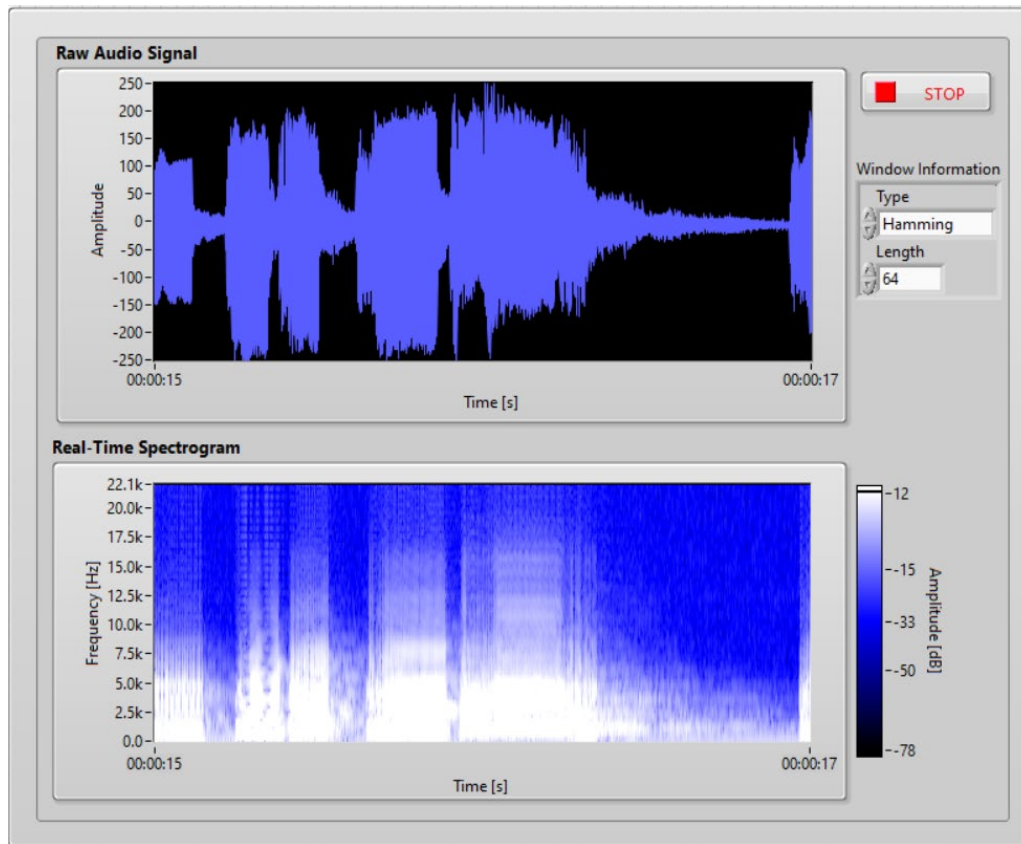 Raw Audio Signal
250
200
150
100
50
0
-50
-100
-150
-200
-250
Amplitude
00:00:15
00:00:17
Time [s]
STOP
Window Information
Type
Hamming
Length
64
Real-Time Spectrogram
22.1k
20.0k
17.5k
15.0k
12.5k
10.0k
7.5k
5.0k
2.5k
0.0
Frequency [Hz]
00:00:15
00:00:17
Time [s]
12
-15
-33
-50
-78
Amplitude [dB]